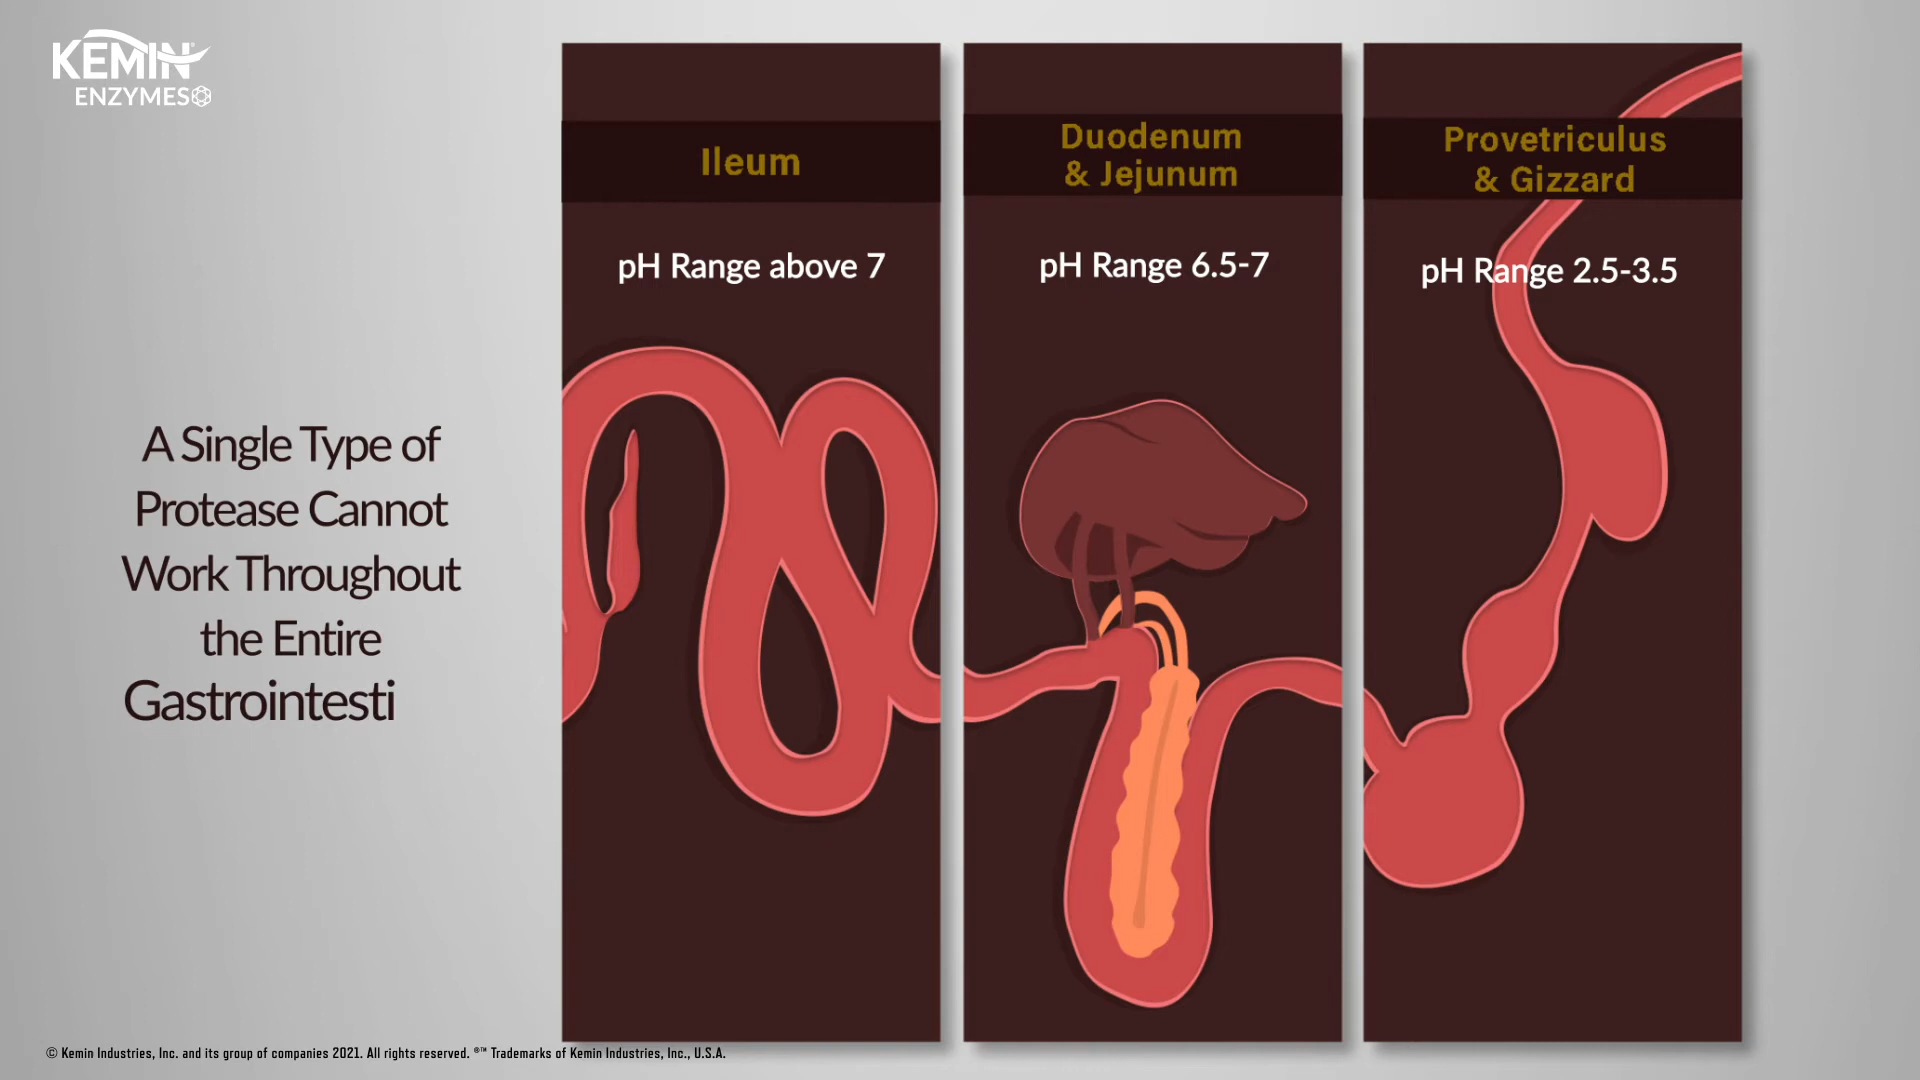 KEMIN
ENZYMES
A Single Type of
Protease Cannot
Work Throughout
the Entire
Gastrointesti
Ileum
pH Range above 7
Duodenum
& Jejunum
pH Range 6.5-7
Provetriculus
& Gizzard
pH Range 2.5-3.5
© Kemin Industries, Inc. and its group of companies 2021. All rights reserved. ®™ Trademarks of Kemin Industries, Inc., U.S.A.